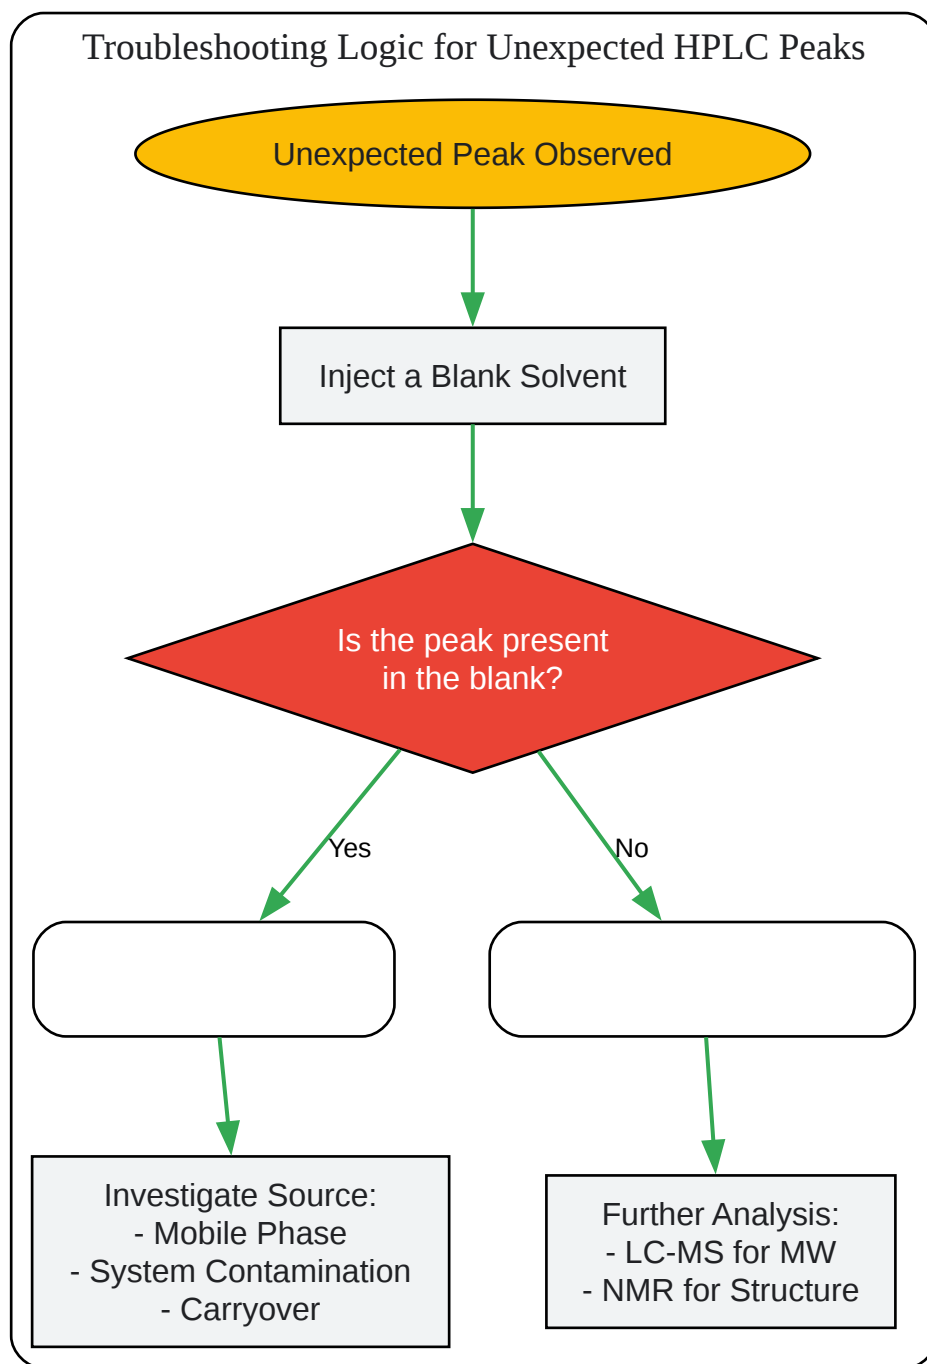 Troubleshooting Logic for Unexpected HPLC Peaks
Unexpected Peak Observed
Inject a Blank Solvent
Is the peak present
in the blank?
Yes
No
Investigate Source:
- Mobile Phase
- System Contamination
- Carryover
Further Analysis:
- LC-MS for MW
- NMR for Structure